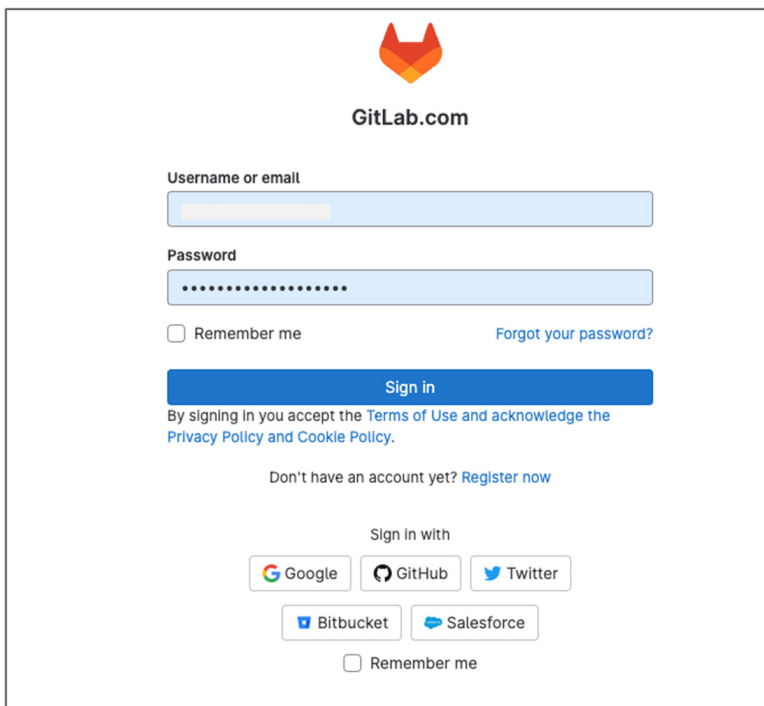 GitLab.com
Username or email
Password
Remember me Forgot your password?
Sign in
By signing in you accept the Terms of Use and acknowledge the
Privacy Policy and Cookie Policy.
Don't have an account yet? Register now
Sign in with
Google GitHub Twitter
Bitbucket Salesforce
Remember me